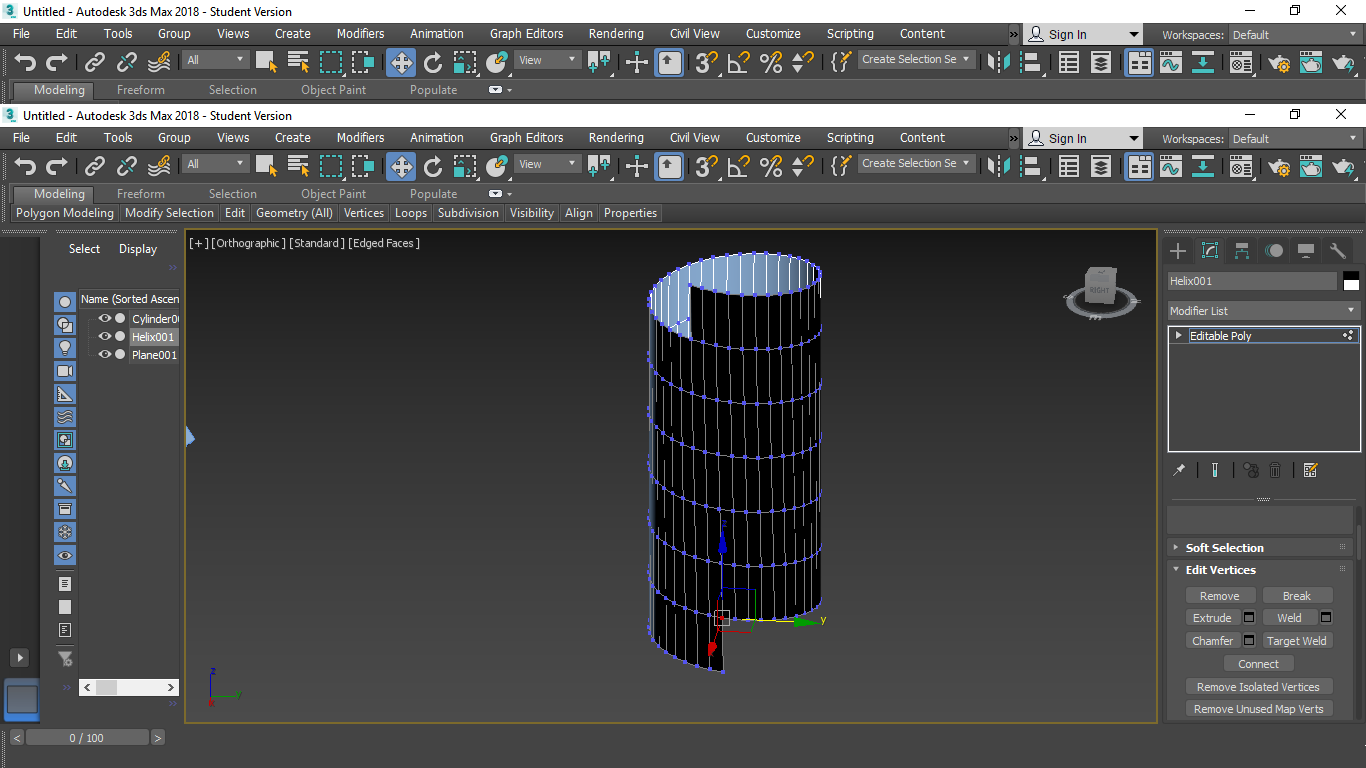 Untitled - Autodesk 3ds Max 2018 - Student Version
File Edit Tools Group Views Create Modifiers Animation Graph Editors Rendering Civil View Customize Scripting Content » Sign In Workspaces: Default
All View Create Selection Se
Modeling Freeform Selection Object Paint Populate
Untitled - Autodesk 3ds Max 2018 - Student Version
File Edit Tools Group Views Create Modifiers Animation Graph Editors Rendering Civil View Customize Scripting Content » Sign In Workspaces: Default
All View Create Selection Se
Modeling Freeform Selection Object Paint Populate
Polygon Modeling Modify Selection Edit Geometry (All) Vertices Loops Subdivision Visibility Align Properties
Select Display
[+] [Orthographic] [Standard] [Edged Faces]
RIGHT
Name (Sorted Ascen
Cylinder00
Helix001
Plane001
z
y
z
x
y
Helix001
Modifier List
Editable Poly
Soft Selection
Edit Vertices
Remove Break
Extrude Weld
Chamfer Target Weld
Connect
Remove Isolated Vertices
Remove Unused Map Verts
< >
< 0 / 100 >